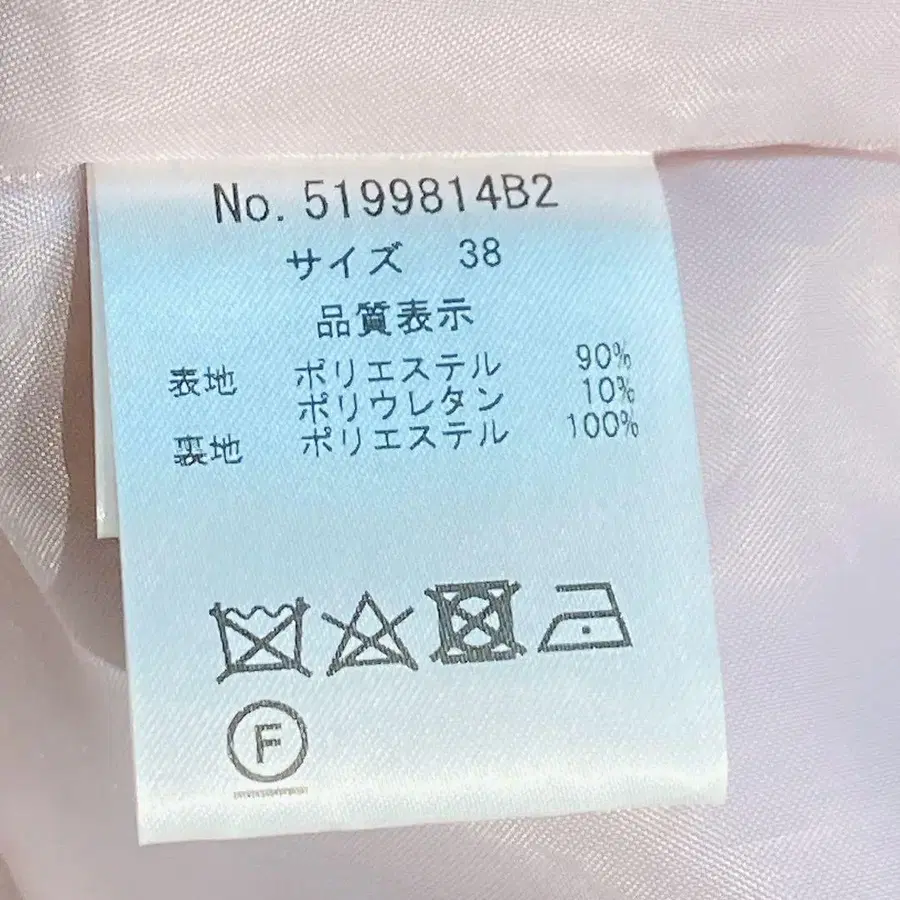 No. 5199814B2
サイズ 38
品質表示
表地 ポリエステル 90%
ポリウレタン 10%
裏地 ポリエステル 100%
F